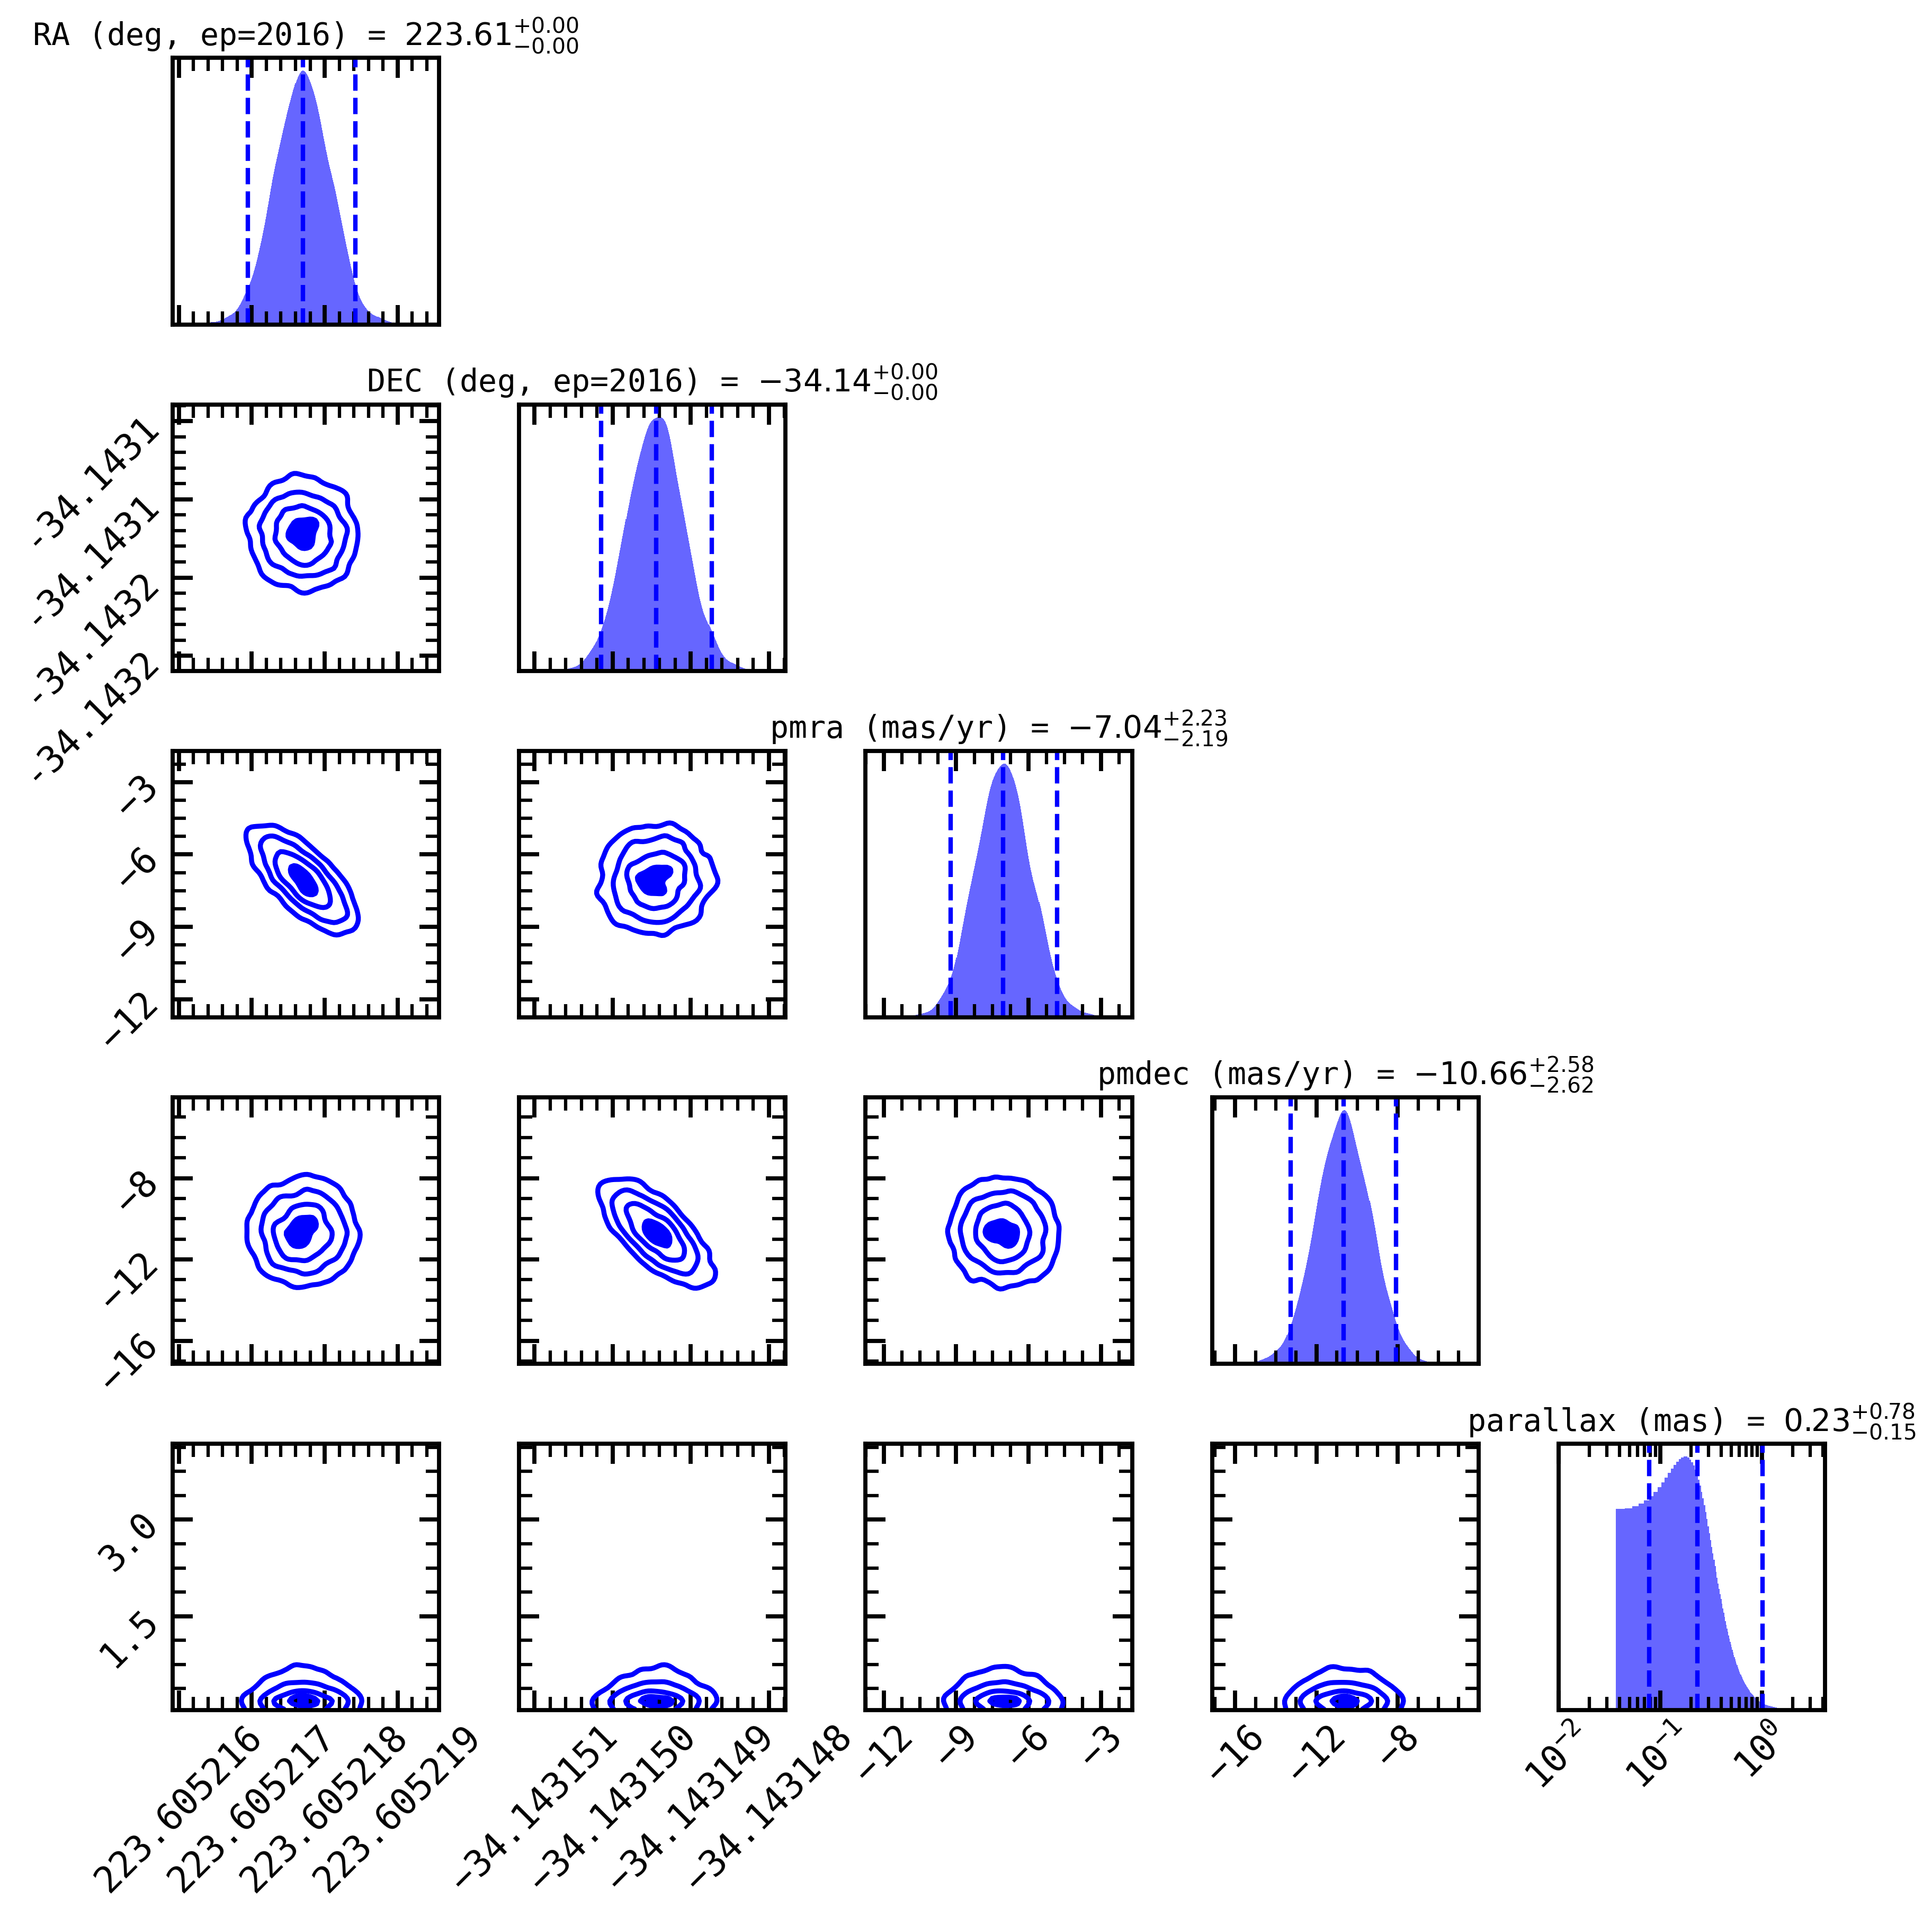 RA (deg, ep=2016) = 223.61+0.00−0.00
DEC (deg, ep=2016) = −34.14+0.00−0.00
-34.1431
-34.1431
-34.1432
-34.1432
pmra (mas/yr) = −7.04+2.23−2.19
−3
−6
−9
−12
pmdec (mas/yr) = −10.66+2.58−2.62
−8
−12
−16
parallax (mas) = 0.23+0.78−0.15
3.0
1.5
223.605216 223.605217 223.605218 223.605219 −34.143151 −34.143150 −34.143149 −34.143148 −12 −9 −6 −3 −16 −12 −8 10−2 10−1 100